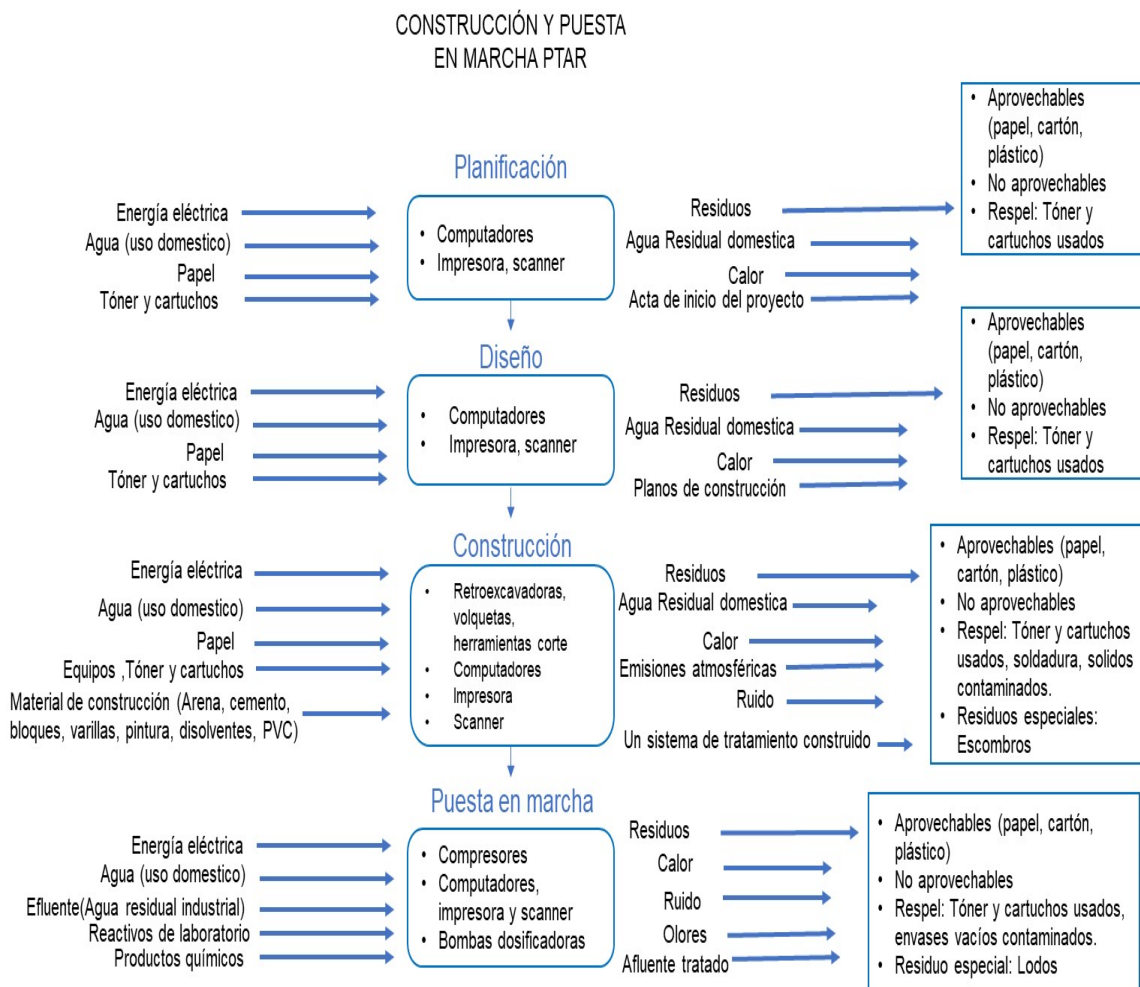 CONSTRUCCIÓN Y PUESTA
EN MARCHA PTAR
Planificación
Energía eléctrica
Agua (uso domestico)
Papel
Tóner y cartuchos
• Computadores
• Impresora, scanner
Residuos
Agua Residual domestica
Calor
Acta de inicio del proyecto
• Aprovechables
(papel, cartón,
plástico)
• No aprovechables
• Respel: Tóner y
cartuchos usados
Diseño
Energía eléctrica
Agua (uso domestico)
Papel
Tóner y cartuchos
• Computadores
• Impresora, scanner
Residuos
Agua Residual domestica
Calor
Planos de construcción
• Aprovechables
(papel, cartón,
plástico)
• No aprovechables
• Respel: Tóner y
cartuchos usados
Construcción
Energía eléctrica
Agua (uso domestico)
Papel
Equipos ,Tóner y cartuchos
Material de construcción (Arena, cemento,
bloques, varillas, pintura, disolventes, PVC)
• Retroexcavadoras,
volquetas,
herramientas corte
• Computadores
• Impresora
• Scanner
Residuos
Agua Residual domestica
Calor
Emisiones atmosféricas
Ruido
Un sistema de tratamiento construido
• Aprovechables (papel,
cartón, plástico)
• No aprovechables
• Respel: Tóner y cartuchos
usados, soldadura, solidos
contaminados.
• Residuos especiales:
Escombros
Puesta en marcha
Energía eléctrica
Agua (uso domestico)
Efluente(Agua residual industrial)
Reactivos de laboratorio
Productos químicos
• Compresores
• Computadores,
impresora y scanner
• Bombas dosificadoras
Residuos
Calor
Ruido
Olores
Afluente tratado
• Aprovechables (papel, cartón,
plástico)
• No aprovechables
• Respel: Tóner y cartuchos usados,
envases vacíos contaminados.
• Residuo especial: Lodos